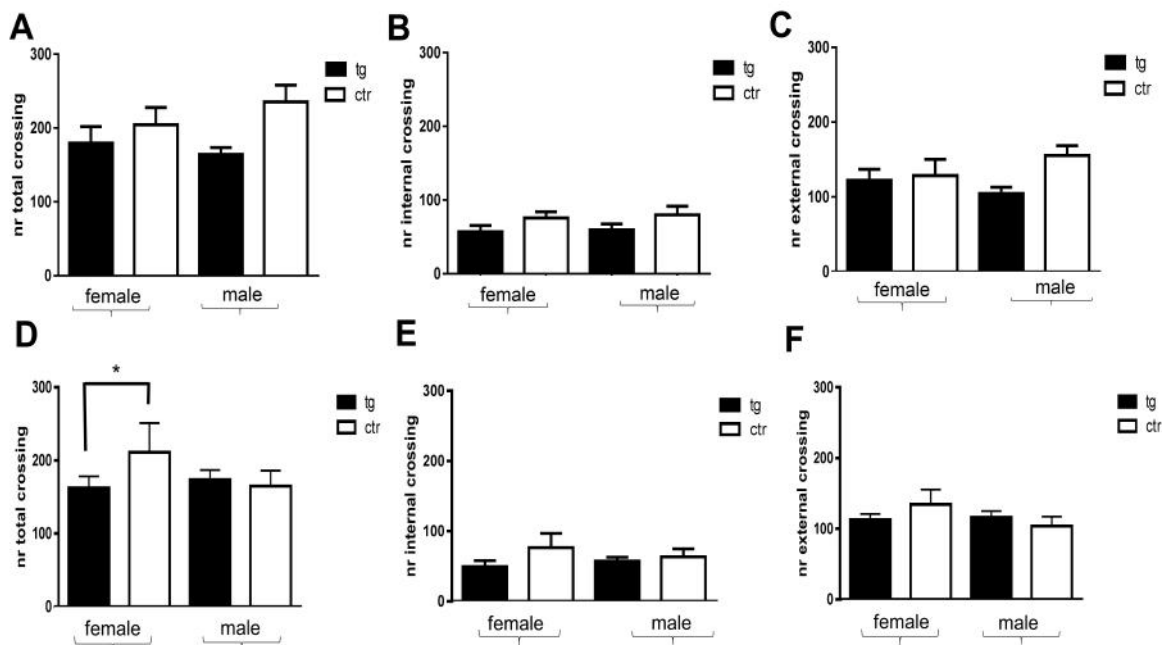 A
nr total crossing
300
200
100
0
tg
ctr
female
male
B
nr internal crossing
300
200
100
0
tg
ctr
female
male
C
nr external crossing
300
200
100
0
tg
ctr
female
male
D
nr total crossing
300
200
100
0
*
tg
ctr
female
male
E
nr internal crossing
300
200
100
0
tg
ctr
female
male
F
nr external crossing
300
200
100
0
tg
ctr
female
male